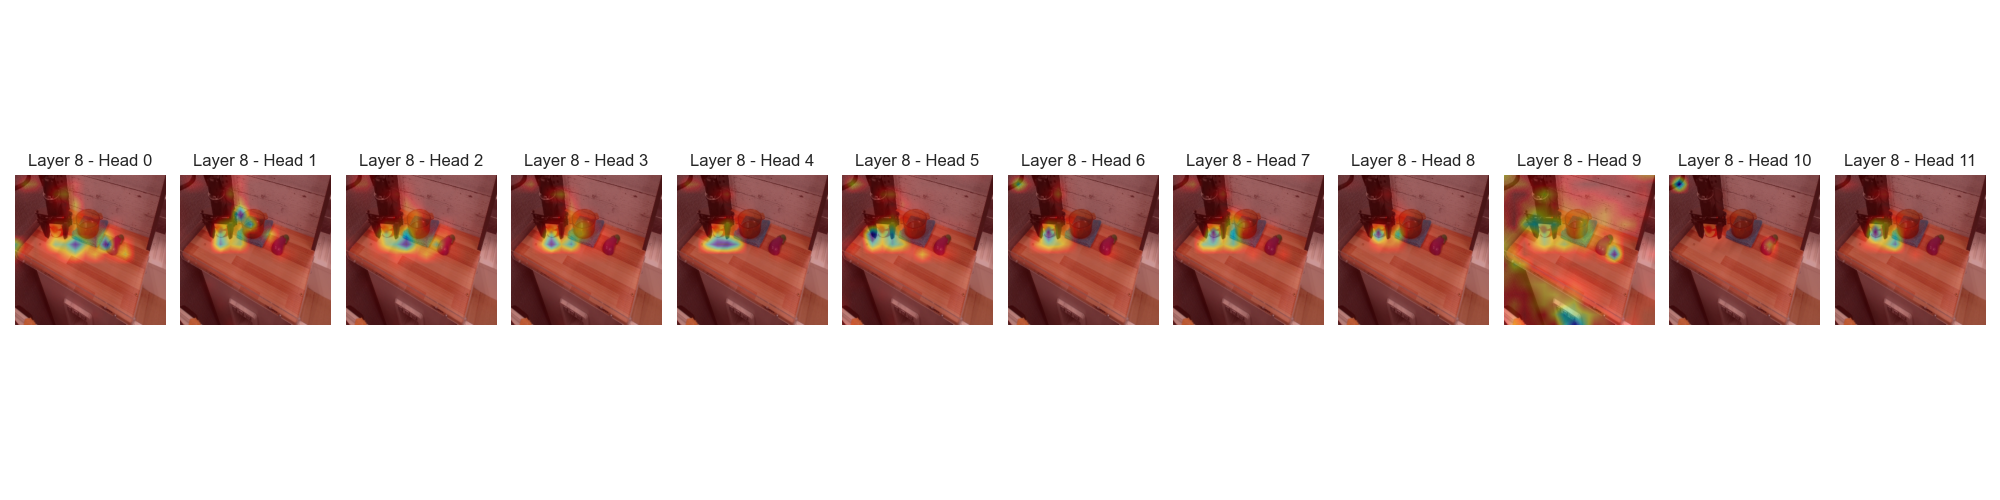 Layer 8 - Head 0
Layer 8 - Head 1
Layer 8 - Head 2
Layer 8 - Head 3
Layer 8 - Head 4
Layer 8 - Head 5
Layer 8 - Head 6
Layer 8 - Head 7
Layer 8 - Head 8
Layer 8 - Head 9
Layer 8 - Head 10
Layer 8 - Head 11